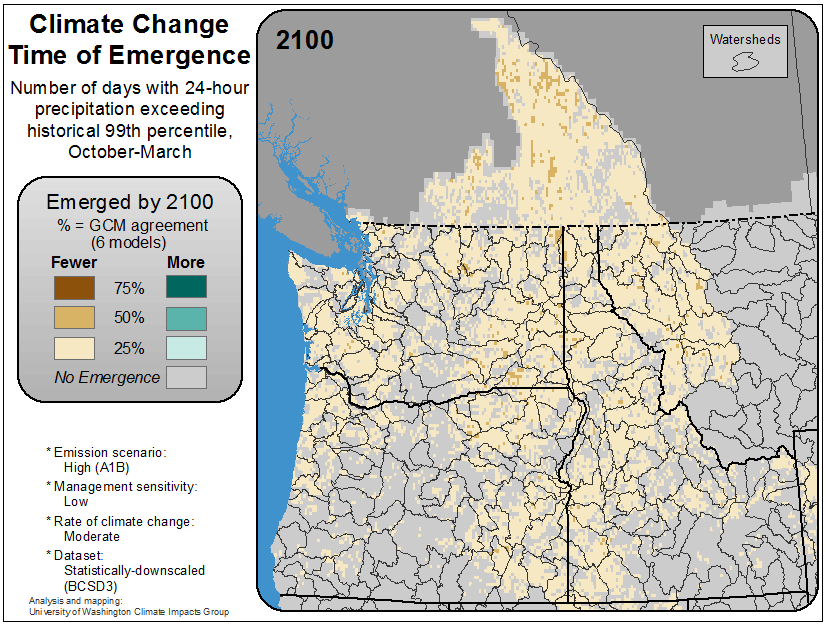 Climate Change
Time of Emergence
Number of days with 24-hour
precipitation exceeding
historical 99th percentile,
October-March
Emerged by 2100
% = GCM agreement
(6 models)
Fewer More
75%
50%
25%
No Emergence
* Emission scenario:
High (A1B)
* Management sensitivity:
Low
* Rate of climate change:
Moderate
* Dataset:
Statistically-downscaled
(BCSD3)
Analysis and mapping:
University of Washington Climate Impacts Group
2100
Watersheds